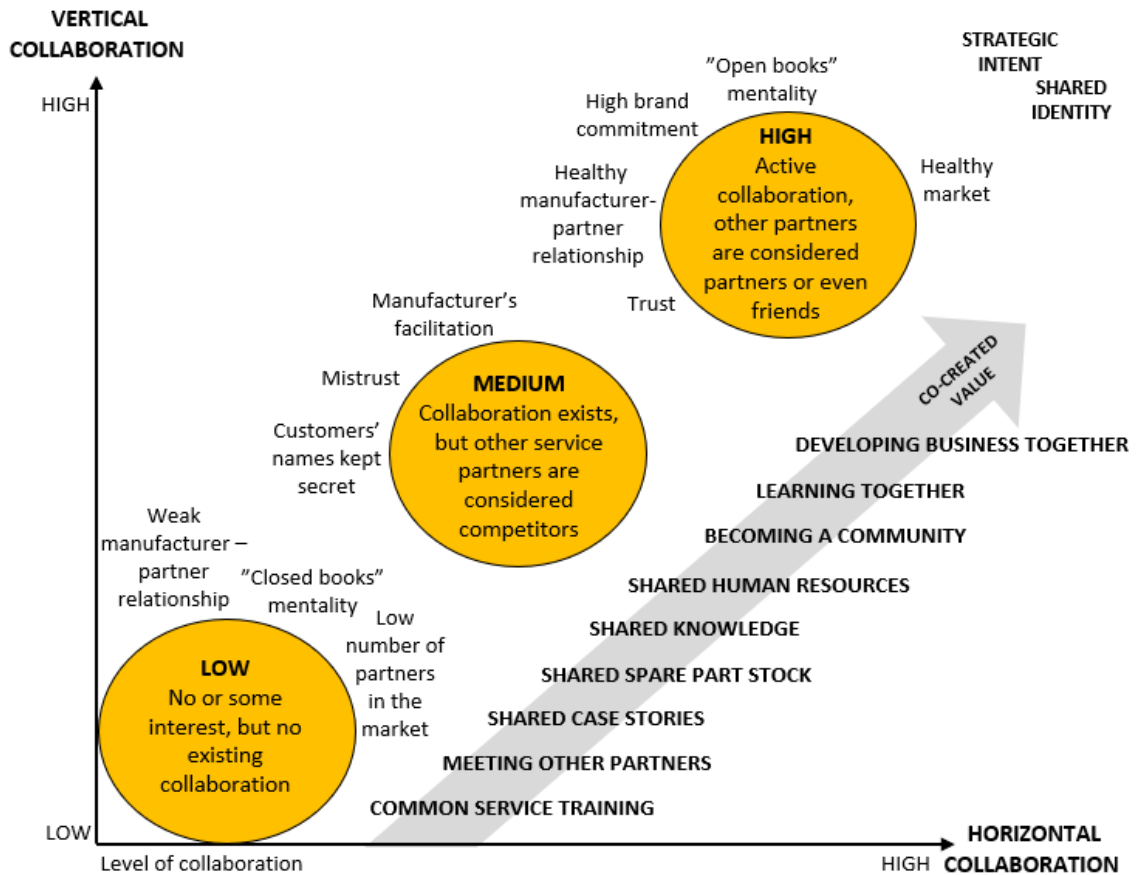 VERTICAL
COLLABORATION
HIGH
STRATEGIC
INTENT
SHARED
IDENTITY
”Open books”
mentality
High brand
commitment
Healthy
manufacturer-
partner
relationship
Trust
Healthy
market
HIGH
Active
collaboration,
other partners
are considered
partners or even
friends
Manufacturer’s
facilitation
Mistrust
Customers’
names kept
secret
MEDIUM
Collaboration exists,
but other service
partners are
considered
competitors
Weak
manufacturer –
partner
relationship
”Closed books”
mentality
Low
number of
partners
in the
market
LOW
No or some
interest, but no
existing
collaboration
CO-CREATED
VALUE
DEVELOPING BUSINESS TOGETHER
LEARNING TOGETHER
BECOMING A COMMUNITY
SHARED HUMAN RESOURCES
SHARED KNOWLEDGE
SHARED SPARE PART STOCK
SHARED CASE STORIES
MEETING OTHER PARTNERS
COMMON SERVICE TRAINING
LOW
Level of collaboration
HIGH
HORIZONTAL
COLLABORATION